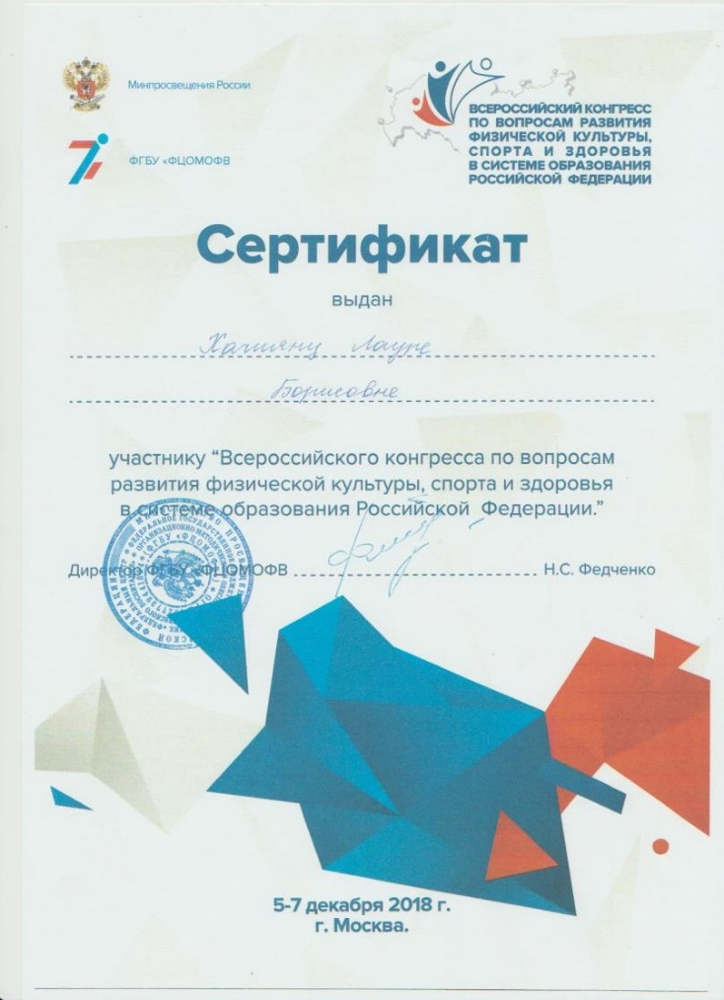 Минпросвещения России
ФГБУ «ФЦОМОФВ
ВСЕРОССИЙСКИЙ КОНГРЕСС
ПО ВОПРОСАМ РАЗВИТИЯ
ФИЗИЧЕСКОЙ КУЛЬТУРЫ,
СПОРТА И ЗДОРОВЬЯ
В СИСТЕМЕ ОБРАЗОВАНИЯ
РОССИЙСКОЙ ФЕДЕРАЦИИ
Сертификат
выдан
Лауре
Борисовне
участнику “Всероссийского конгресса по вопросам
развития физической культуры, спорта и здоровья
в системе образования Российской Федерации.”
Директор ФГБУ «ФЦОМОФВ Н.С. Федченко
5-7 декабря 2018 г.
г. Москва.